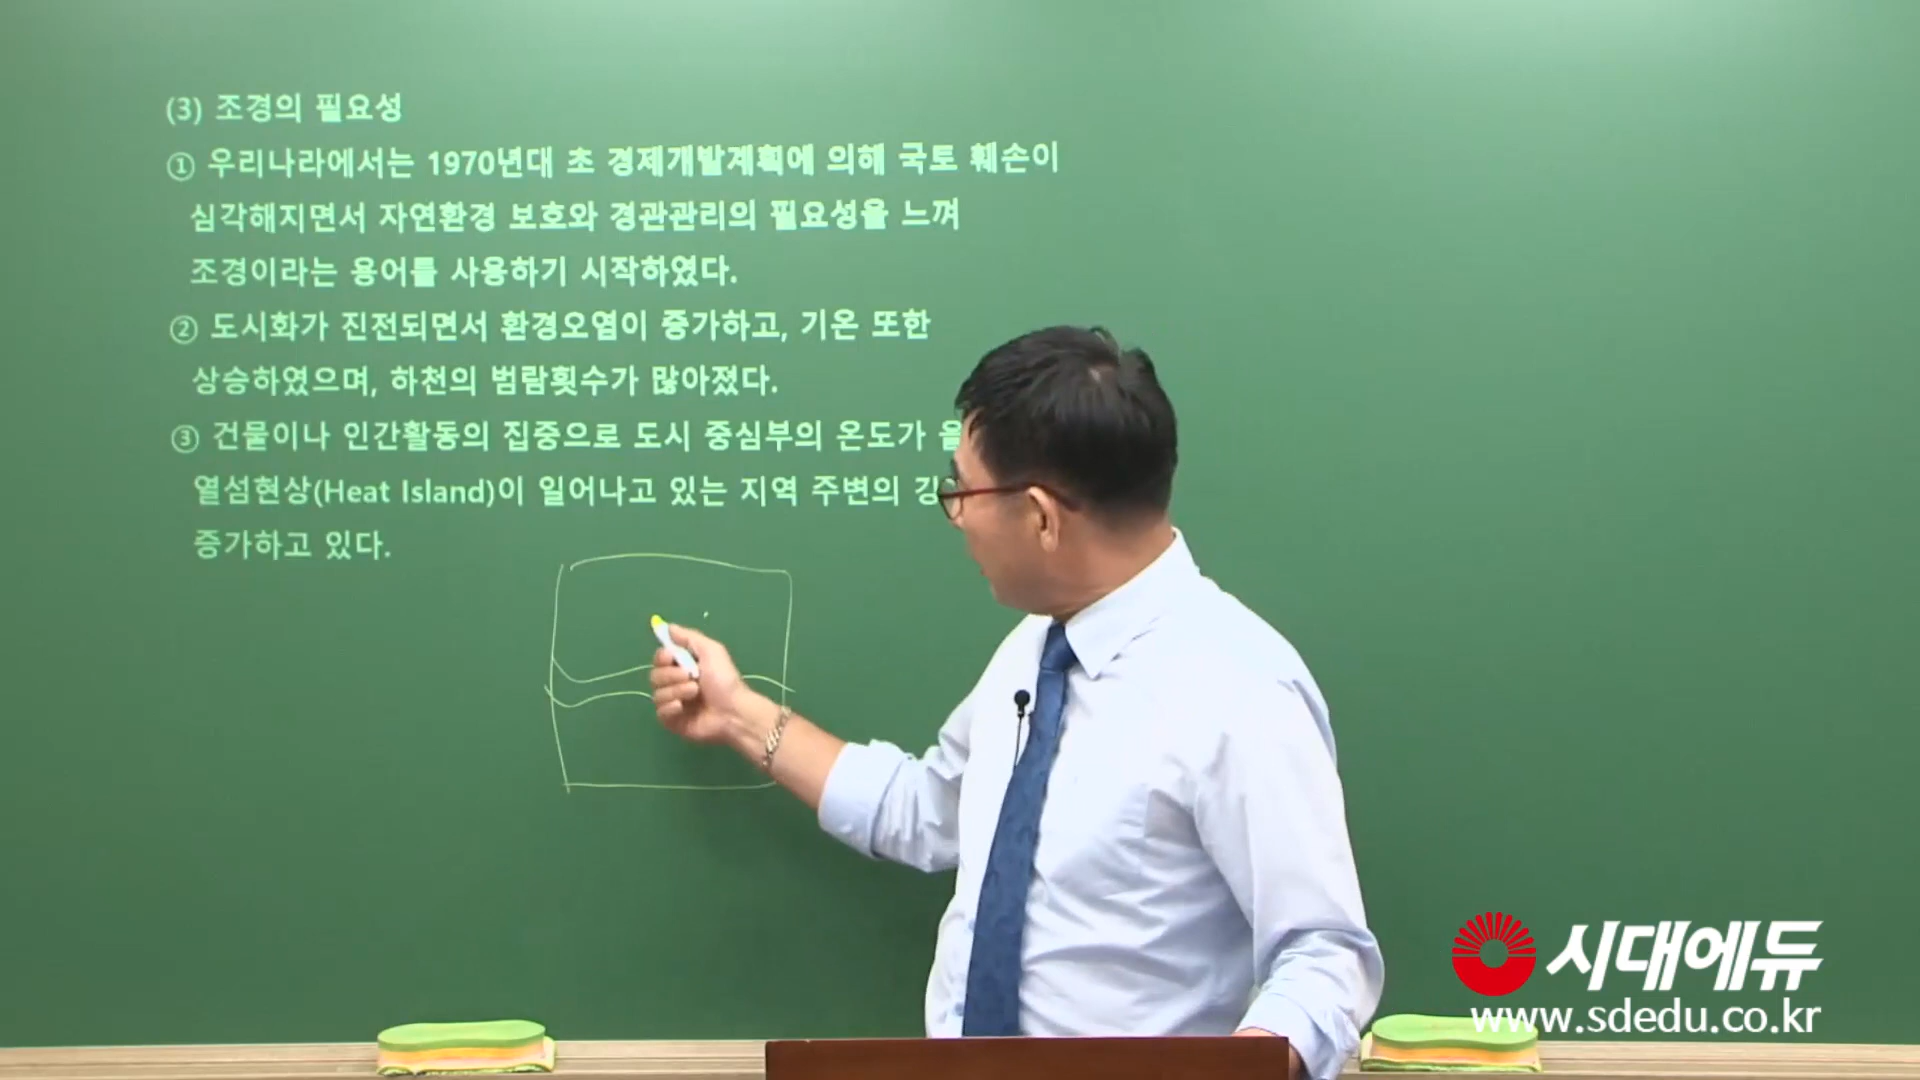 (3) 조경의 필요성
① 우리나라에서는 1970년대 초 경제개발계획에 의해 국토 훼손이
심각해지면서 자연환경 보호와 경관관리의 필요성을 느껴
조경이라는 용어를 사용하기 시작하였다.
② 도시화가 진전되면서 환경오염이 증가하고, 기온 또한
상승하였으며, 하천의 범람횟수가 많아졌다.
③ 건물이나 인간활동의 집중으로 도시 중심부의 온도가
열섬현상(Heat Island)이 일어나고 있는 지역 주변의
증가하고 있다.
시대에듀
www.sdedu.co.kr